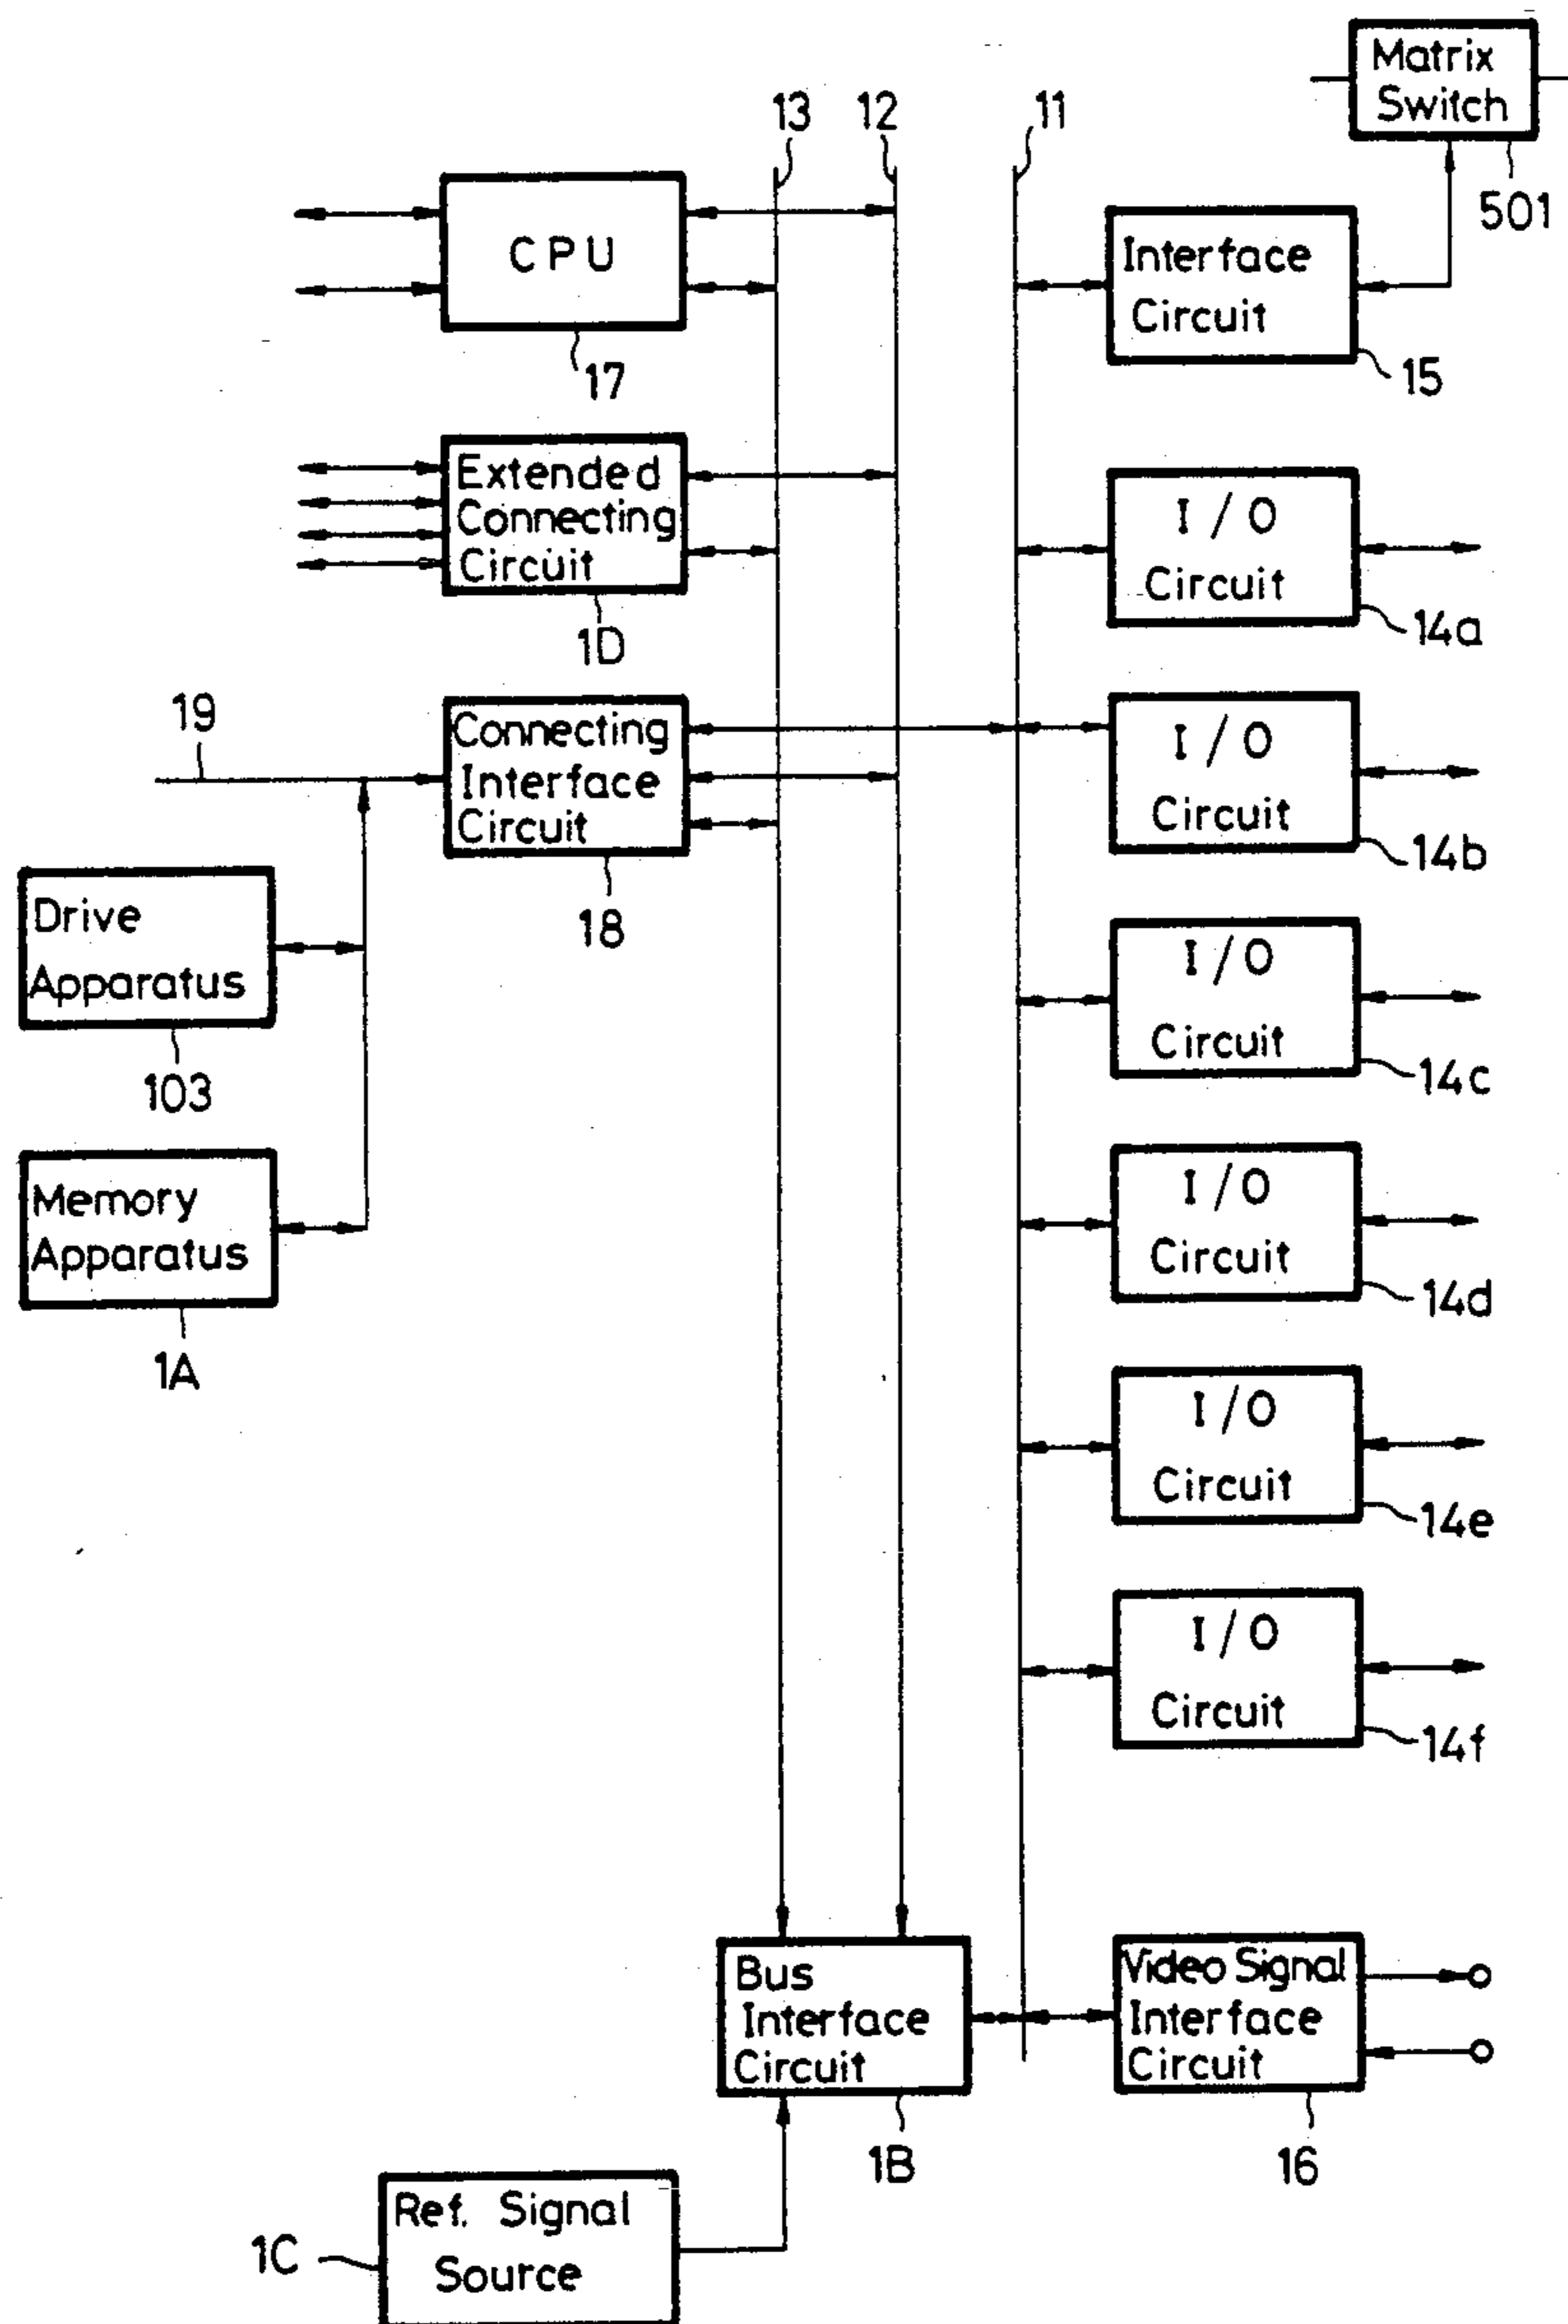 Matrix
Switch
501
13
12
11
CPU
17
Interface
Circuit
15
Extended
Connecting
Circuit
1D
I/O
Circuit
14a
19
Connecting
Interface
Circuit
18
I/O
Circuit
14b
Drive
Apparatus
103
I/O
Circuit
14c
Memory
Apparatus
1A
I/O
Circuit
14d
I/O
Circuit
14e
I/O
Circuit
14f
Bus
Interface
Circuit
1B
Video Signal
Interface
Circuit
16
Ref. Signal
Source
1C